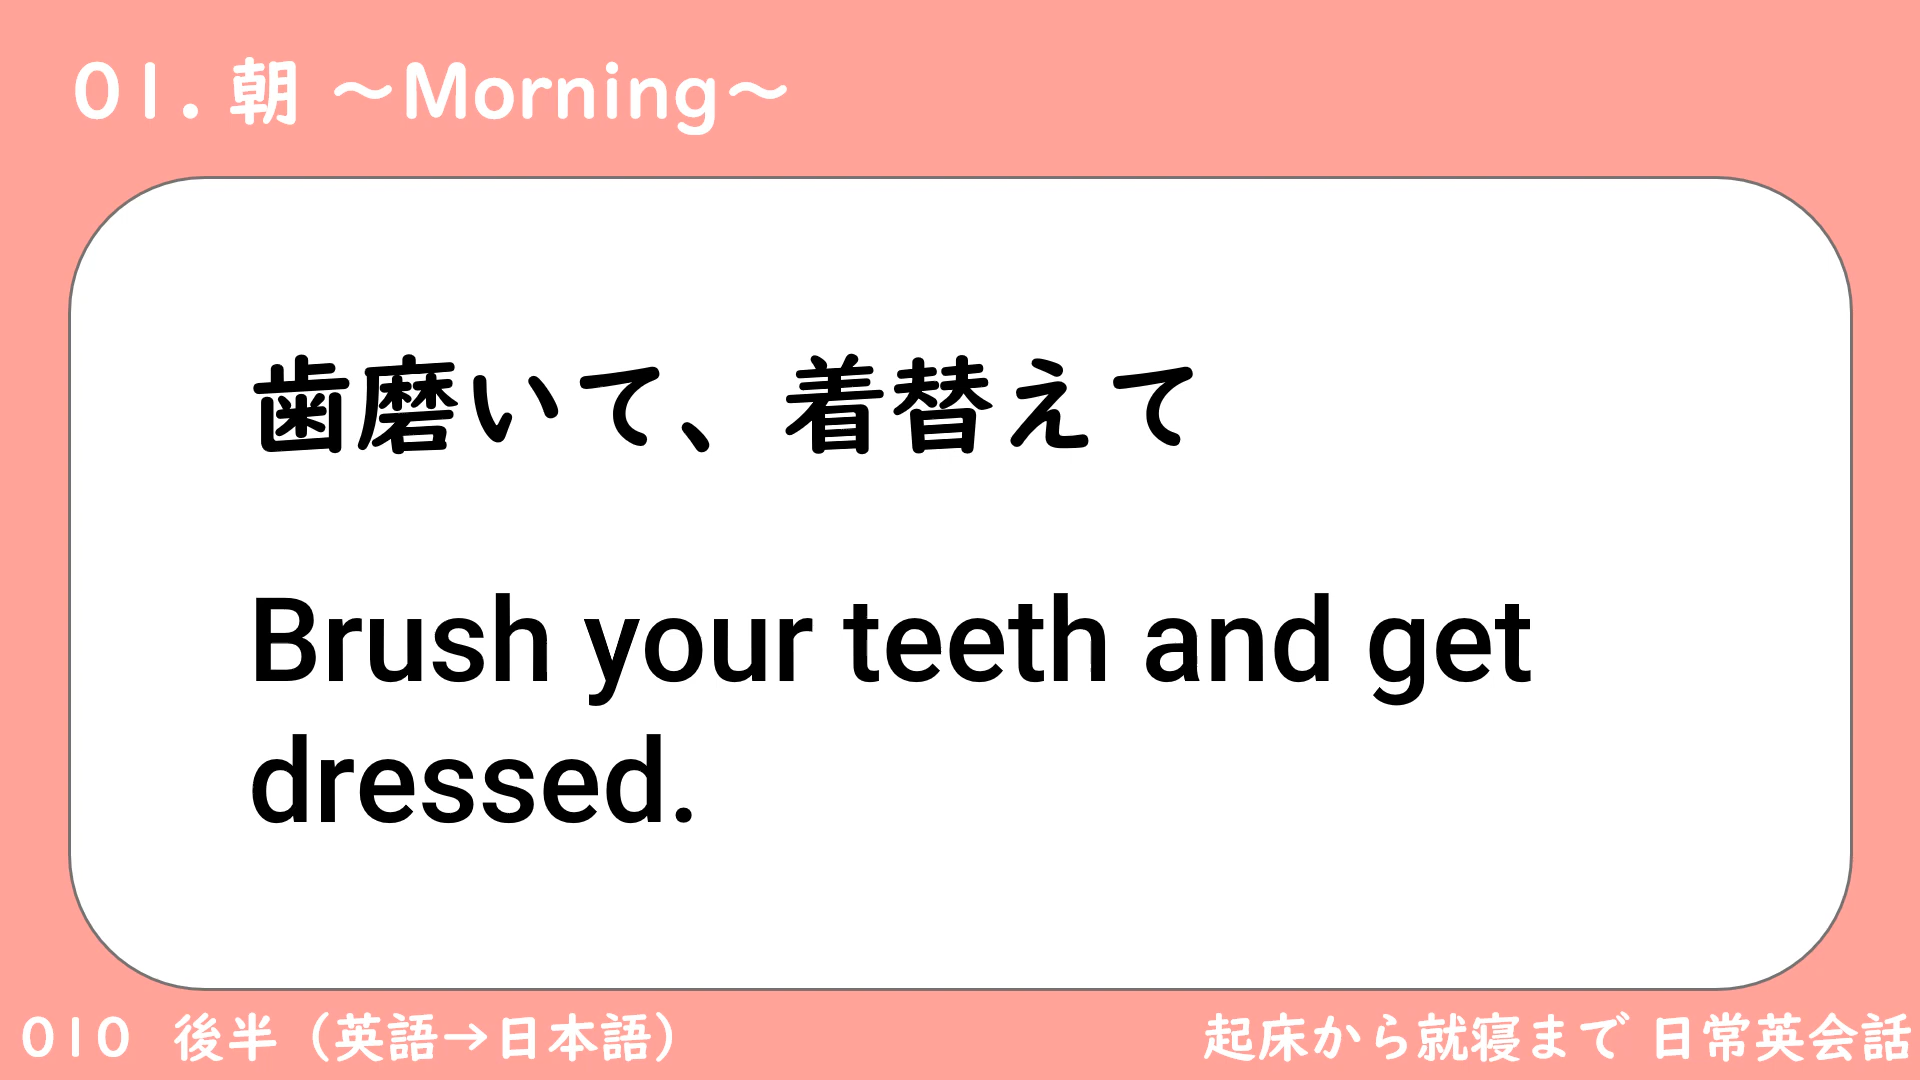 01. 朝 〜Morning〜
歯磨いて、着替えて
Brush your teeth and get
dressed.
010 後半（英語→日本語）
起床から就寝まで 日常英会話